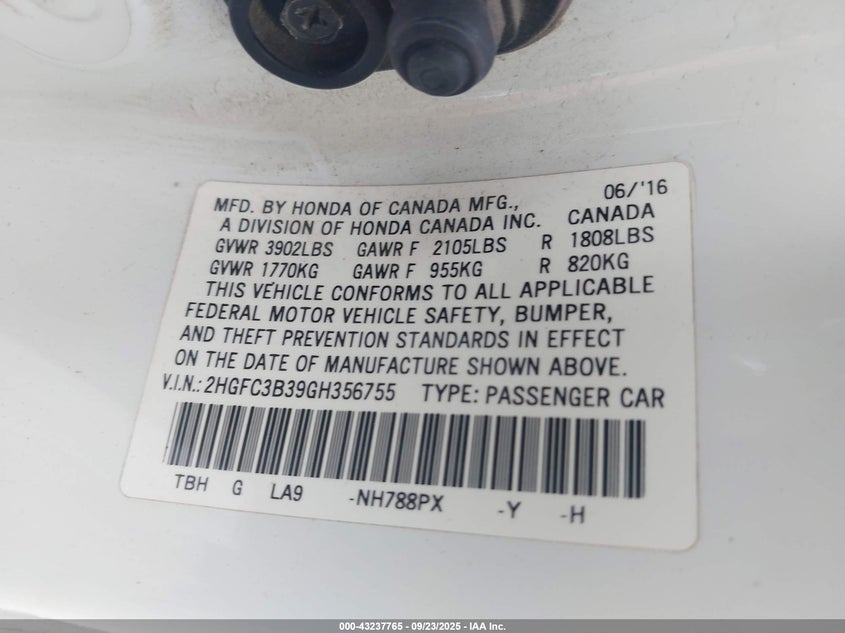 06/'16
MFD. BY HONDA OF CANADA MFG.,
A DIVISION OF HONDA CANADA INC. CANADA
GVWR 3902LBS GAWR F 2105LBS R 1808LBS
GVWR 1770KG GAWR F 955KG R 820KG
THIS VEHICLE CONFORMS TO ALL APPLICABLE
FEDERAL MOTOR VEHICLE SAFETY, BUMPER,
AND THEFT PREVENTION STANDARDS IN EFFECT
ON THE DATE OF MANUFACTURE SHOWN ABOVE.
V.I.N.: 2HGFC3B39GH356755 TYPE: PASSENGER CAR
TBH G LA9 -NH788PX -Y -H
000-43237765 - 09/23/2025 - IAA Inc.